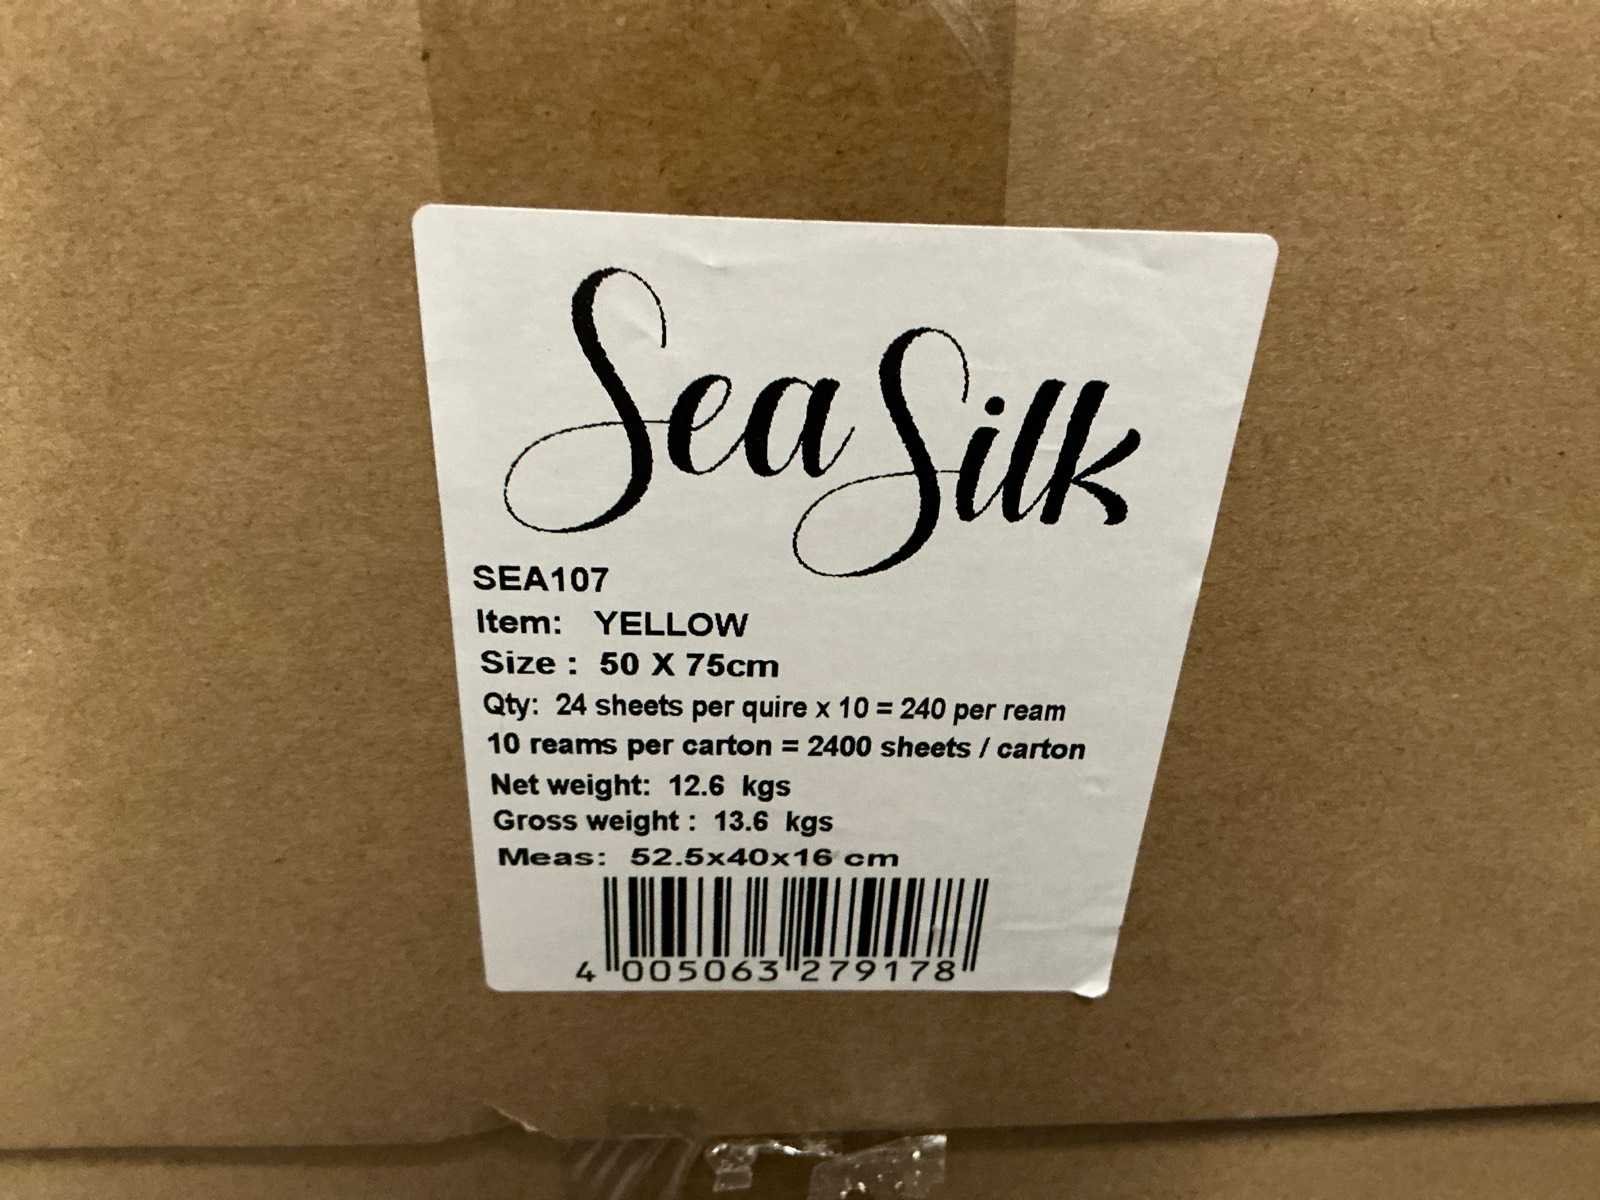 Sea Silk
SEA107
Item: YELLOW
Size : 50 X 75cm
Qty: 24 sheets per quire x 10 = 240 per ream
10 reams per carton = 2400 sheets / carton
Net weight: 12.6 kgs
Gross weight : 13.6 kgs
Meas: 52.5x40x16 cm
4 005063 279178